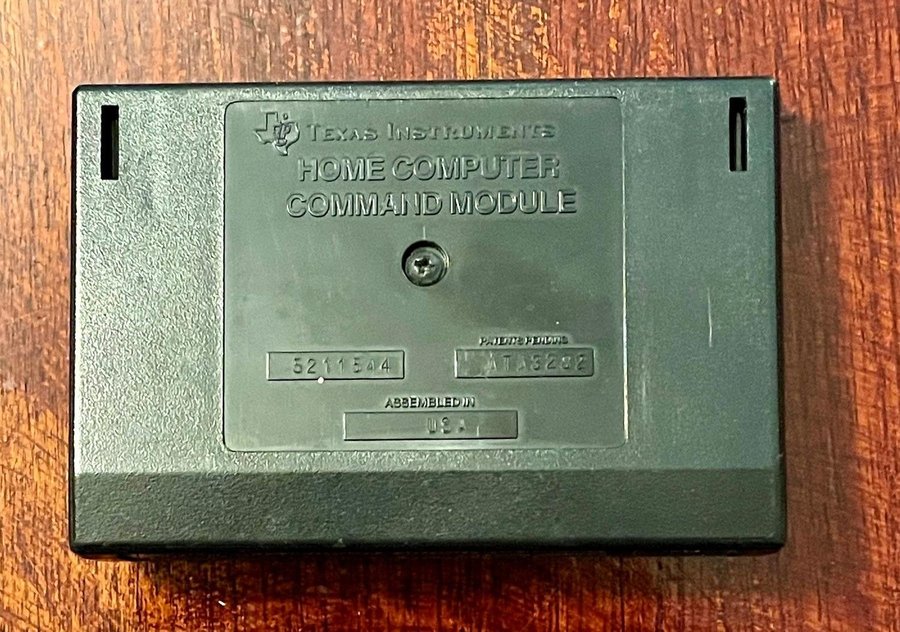 TEXAS INSTRUMENTS
HOME COMPUTER
COMMAND MODULE
PATENTS PENDING
5211544
ATA3282
ASSEMBLED IN
USA